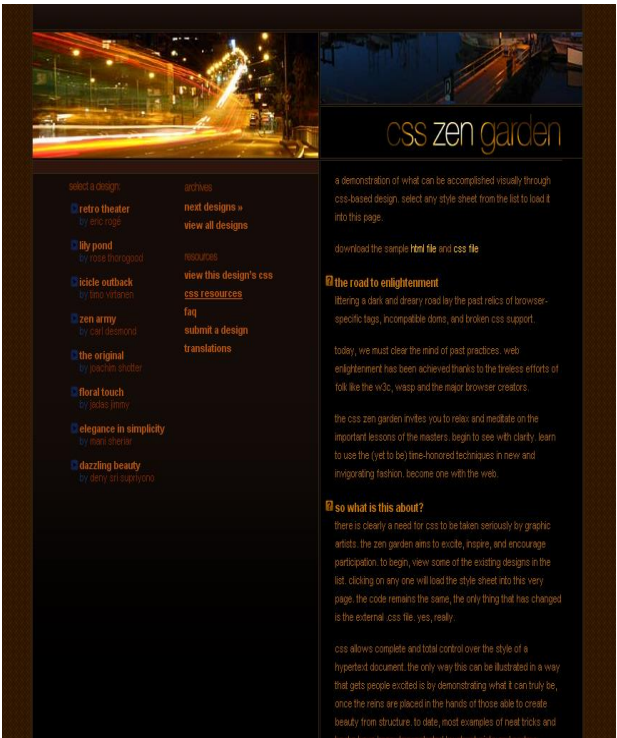 css zen garden
select a design:
retro theater
by eric rogé
lily pond
by rose thorogood
icicle outback
by timo virtanen
zen army
by carl desmond
the original
by joachim shotter
floral touch
by jadas jimmy
elegance in simplicity
by mani sheriar
dazzling beauty
by deny sri supriyono
archives
next designs »
view all designs
resources
view this design's css
css resources
faq
submit a design
translations
a demonstration of what can be accomplished visually through
css-based design. select any style sheet from the list to load it
into this page.
download the sample html file and css file
the road to enlightenment
littering a dark and dreary road lay the past relics of browser-
specific tags, incompatible doms, and broken css support.
today, we must clear the mind of past practices. web
enlightenment has been achieved thanks to the tireless efforts of
folk like the w3c, wasp and the major browser creators.
the css zen garden invites you to relax and meditate on the
important lessons of the masters. begin to see with clarity. learn
to use the (yet to be) time-honored techniques in new and
invigorating fashion. become one with the web.
so what is this about?
there is clearly a need for css to be taken seriously by graphic
artists. the zen garden aims to excite, inspire, and encourage
participation. to begin, view some of the existing designs in the
list. clicking on any one will load the style sheet into this very
page. the code remains the same, the only thing that has changed
is the external .css file. yes, really.
css allows complete and total control over the style of a
hypertext document. the only way this can be illustrated in a way
that gets people excited is by demonstrating what it can truly be,
once the reins are placed in the hands of those able to create
beauty from structure. to date, most examples of neat tricks and